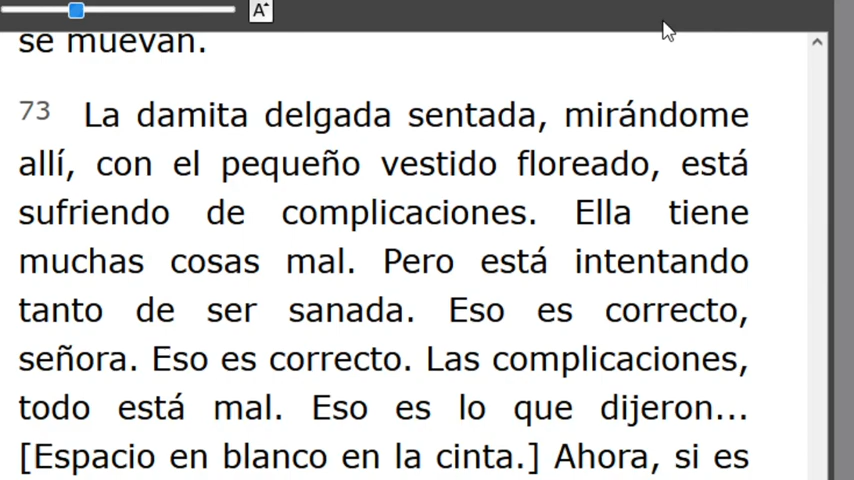 A
se muevan.
73 La damita delgada sentada, mirándome
allí, con el pequeño vestido floreado, está
sufriendo de complicaciones. Ella tiene
muchas cosas mal. Pero está intentando
tanto de ser sanada. Eso es correcto,
señora. Eso es correcto. Las complicaciones,
todo está mal. Eso es lo que dijeron...
[Espacio en blanco en la cinta.] Ahora, si es